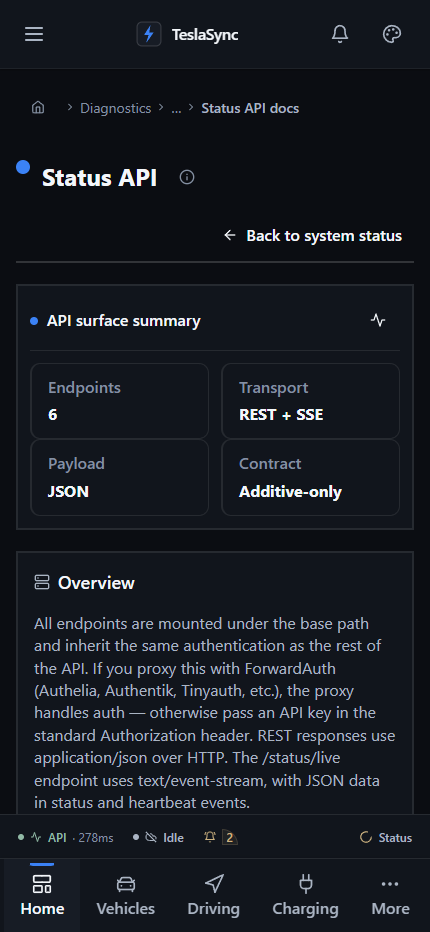 TeslaSync
Diagnostics
...
Status API docs
Status API
Back to system status
API surface summary
Endpoints
6
Transport
REST + SSE
Payload
JSON
Contract
Additive-only
Overview
All endpoints are mounted under the base path
and inherit the same authentication as the rest of
the API. If you proxy this with ForwardAuth
(Authelia, Authentik, Tinyauth, etc.), the proxy
handles auth — otherwise pass an API key in the
standard Authorization header. REST responses use
application/json over HTTP. The /status/live
endpoint uses text/event-stream, with JSON data
in status and heartbeat events.
API · 278ms
Idle
2
Status
Home
Vehicles
Driving
Charging
More